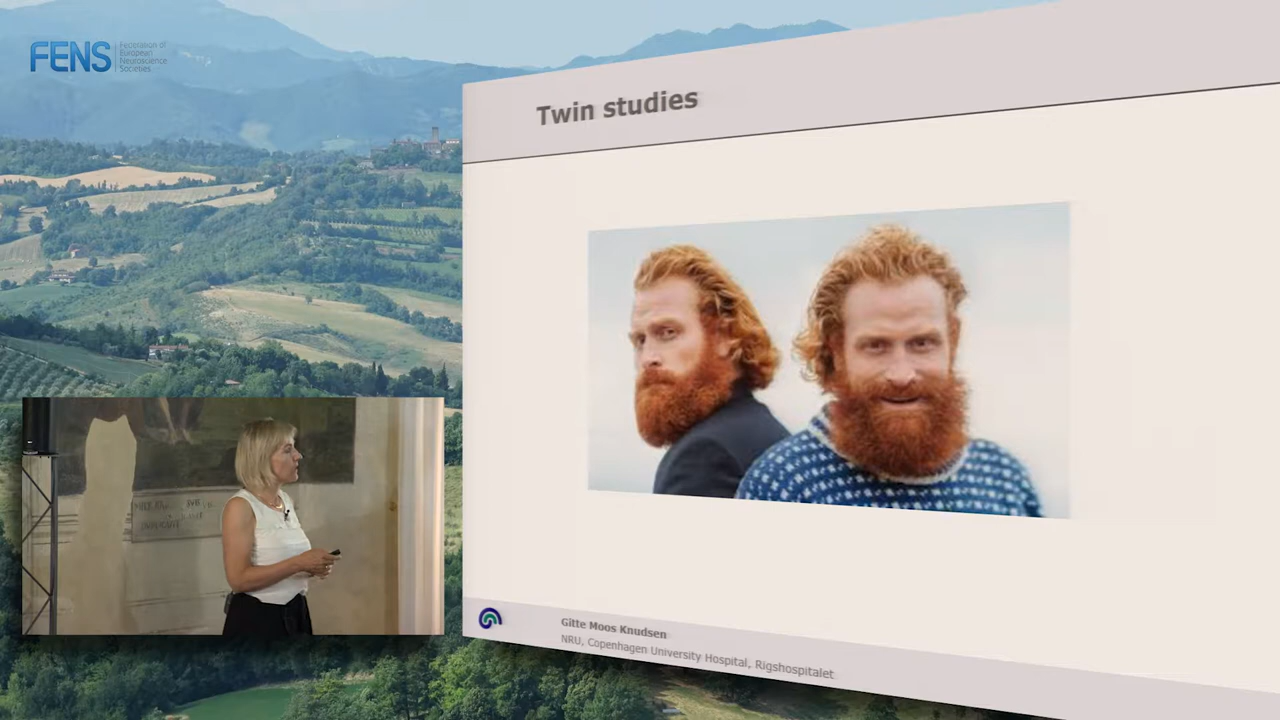 FENS
Federation of
European
Neuroscience
Societies
Twin studies
Gitte Moos Knudsen
NRU, Copenhagen University Hospital, Rigshospitalet